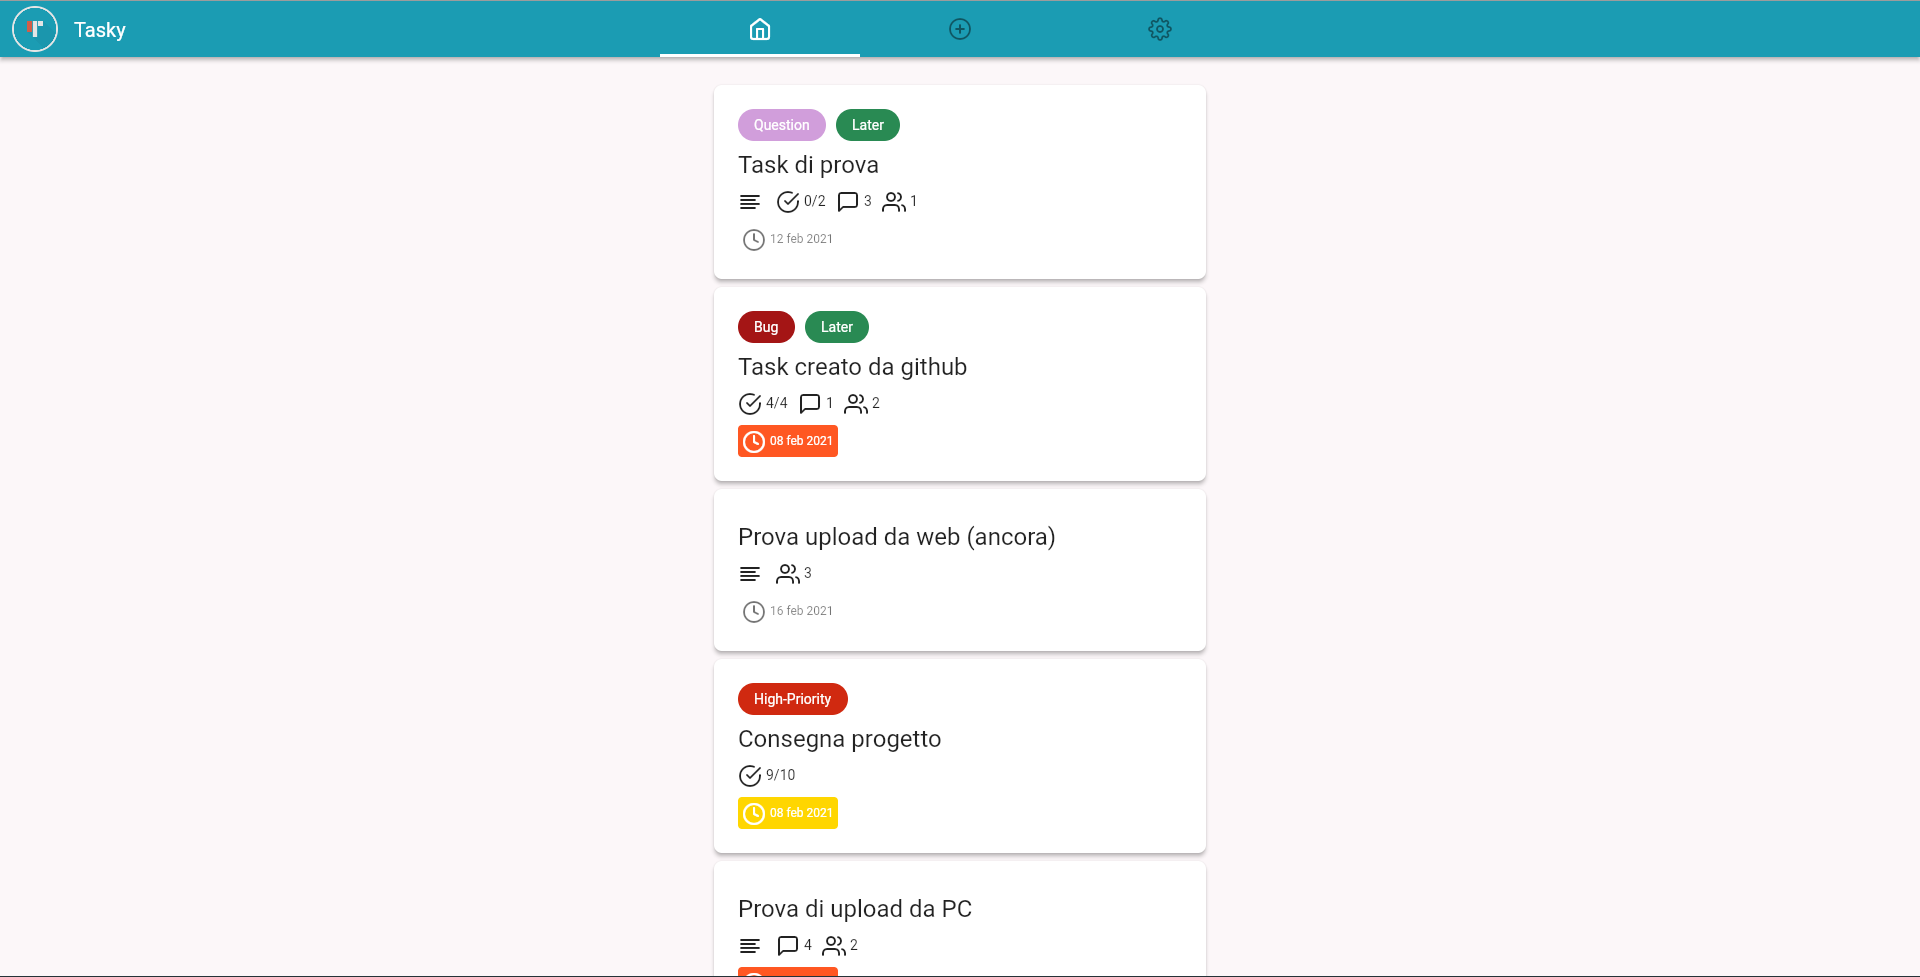 Tasky
Question Later
Task di prova
0/2 3 1
12 feb 2021
Bug Later
Task creato da github
4/4 1 2
08 feb 2021
Prova upload da web (ancora)
3
16 feb 2021
High-Priority
Consegna progetto
9/10
08 feb 2021
Prova di upload da PC
4 2